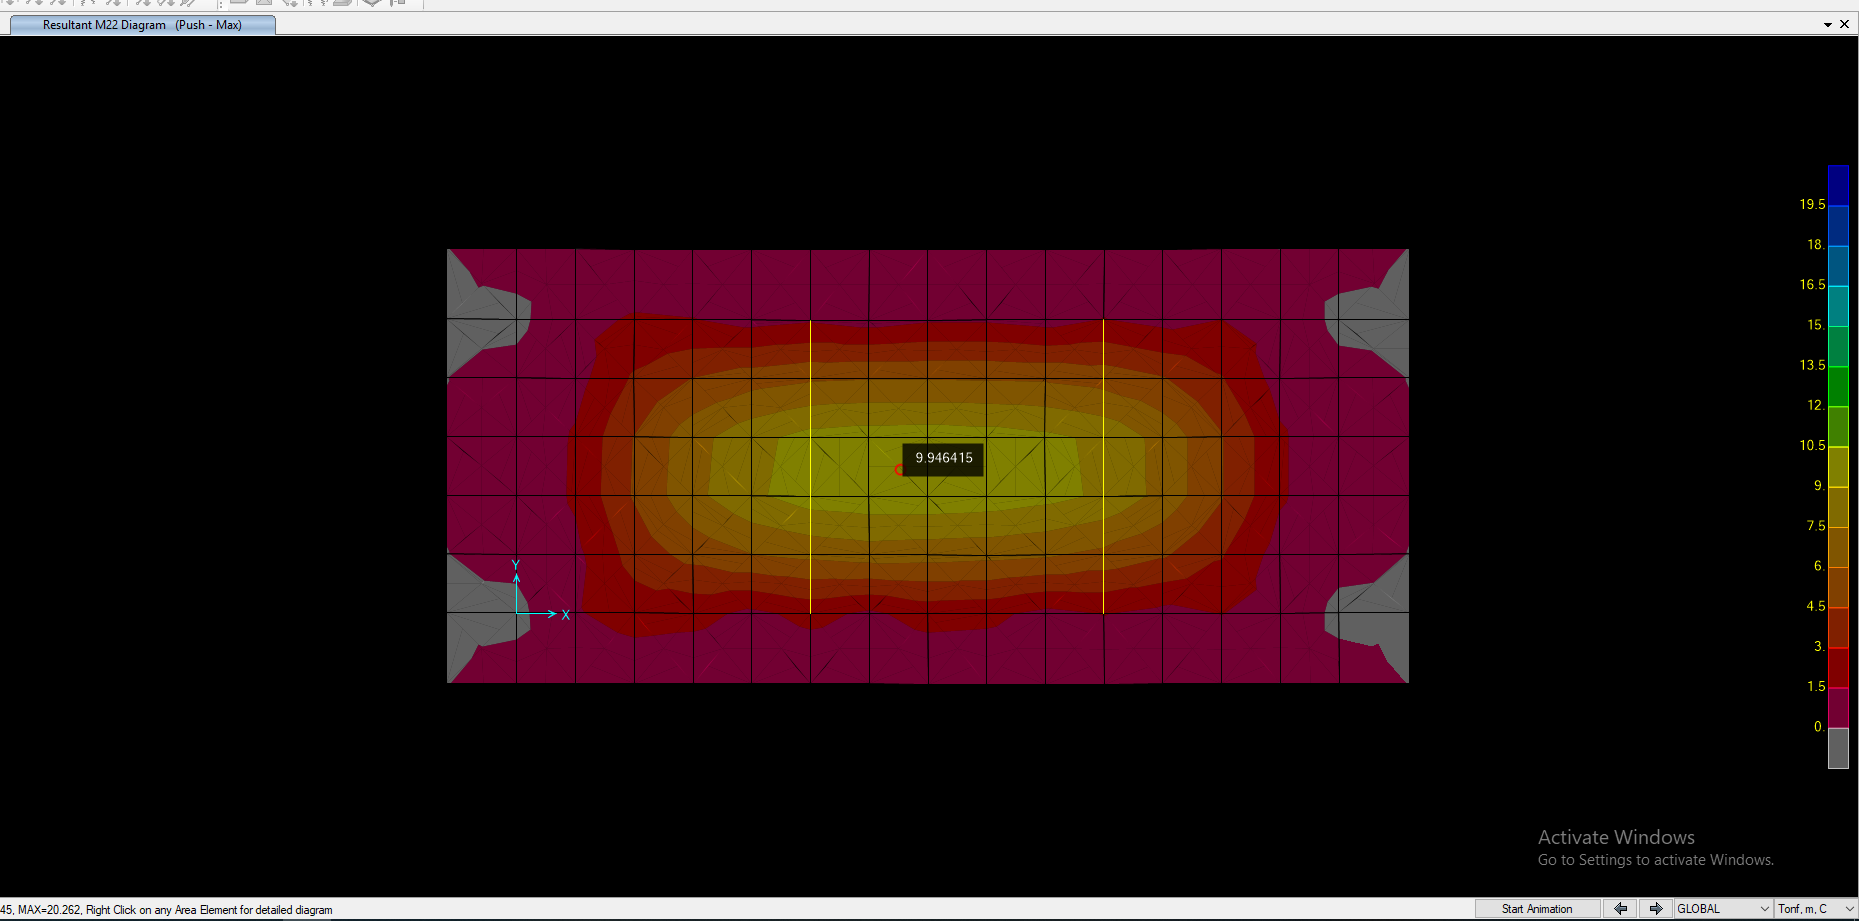 Resultant M22 Diagram (Push - Max)
19.5
18.
16.5
15.
13.5
12.
10.5
9.
7.5
6.
4.5
3.
1.5
0.
9.946415
Y
X
Activate Windows
Go to Settings to activate Windows.
45, MAX=20.262, Right Click on any Area Element for detailed diagram
Start Animation
GLOBAL
Tonf, m, C